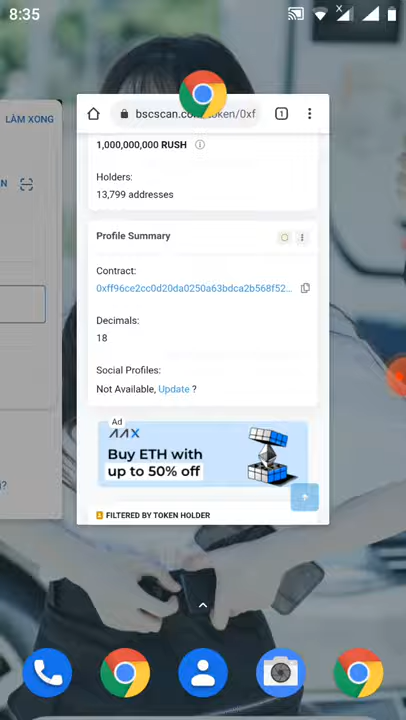 8:35
X
LÀM XONG
bscscan.com/token/0xf
1
1,000,000,000 RUSH
N
Holders:
13,799 addresses
Profile Summary
Contract:
0xff96ce2cc0d20da0250a63bdca2b568f52...
Decimals:
18
Social Profiles:
Not Available, Update ?
?
Ad
AAX
Buy ETH with
up to 50% off
FILTERED BY TOKEN HOLDER